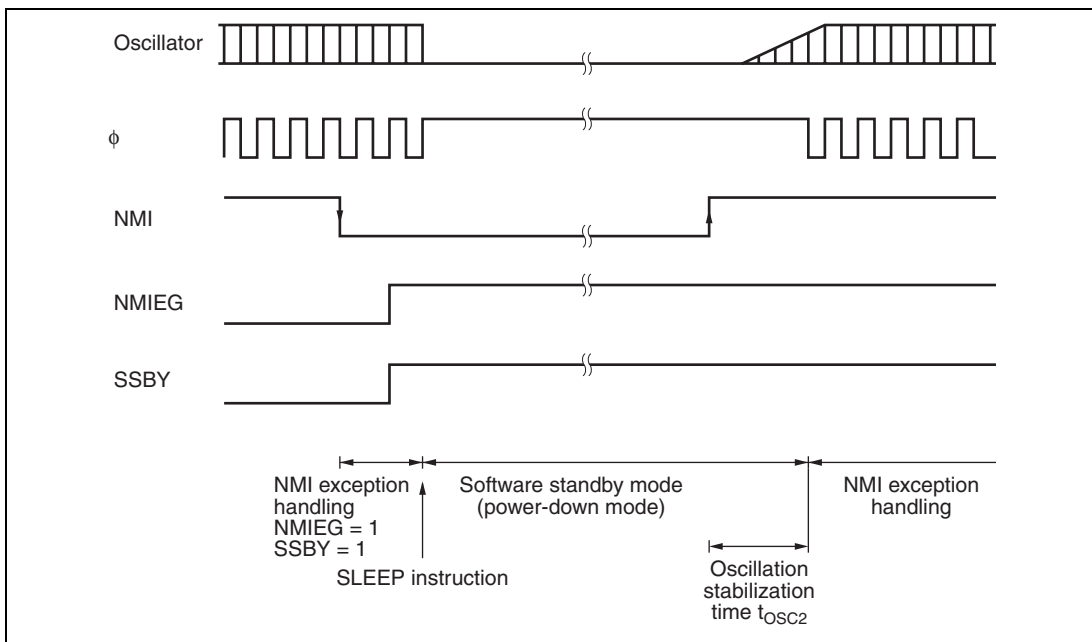 Oscillator
ϕ
NMI
NMIEG
SSBY
NMI exception
handling
NMIEG = 1
SSBY = 1
SLEEP instruction
Software standby mode
(power-down mode)
Oscillation
stabilization
time tOSC2
NMI exception
handling